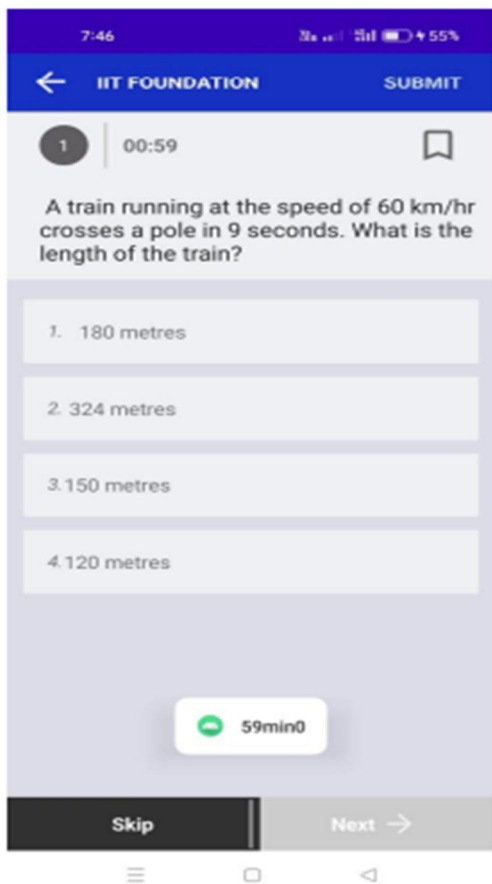 7:46 55%
IIT FOUNDATION SUBMIT
1 00:59
A train running at the speed of 60 km/hr
crosses a pole in 9 seconds. What is the
length of the train?
1. 180 metres
2. 324 metres
3. 150 metres
4. 120 metres
59min0
Skip Next